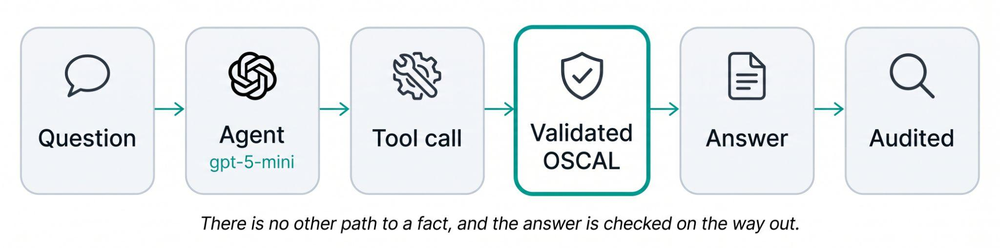 Question
Agent
gpt-5-mini
Tool call
Validated
OSCAL
Answer
Audited
There is no other path to a fact, and the answer is checked on the way out.